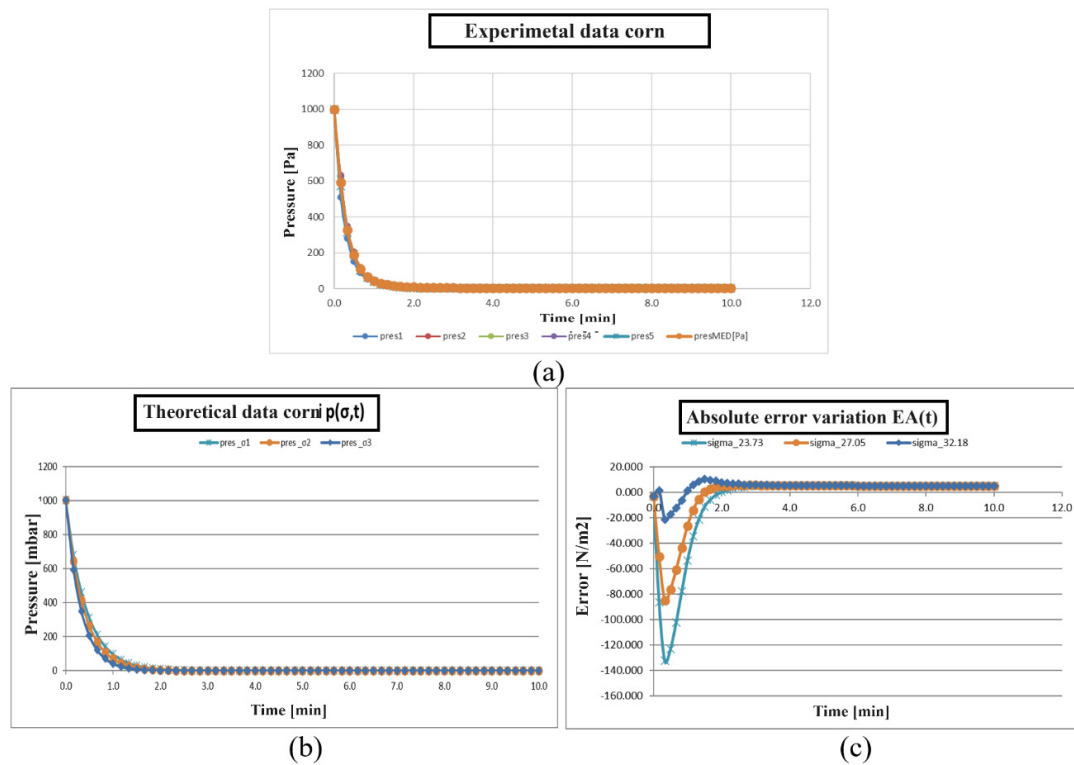 Experimetal data corn
1200
1000
800
600
400
200
0
Pressure [Pa]
0.0 2.0 4.0 6.0 8.0 10.0 12.0
Time [min]
pres1 pres2 pres3 pres4 pres5 presMED[Pa]
(a)
Theoretical data corni p(σ,t)
pres_σ1 pres_σ2 pres_σ3
1200
1000
800
600
400
200
0
Pressure [mbar]
0.0 1.0 2.0 3.0 4.0 5.0 6.0 7.0 8.0 9.0 10.0
Time [min]
(b)
Absolute error variation EA(t)
sigma_23.73 sigma_27.05 sigma_32.18
20.000
0.000
-20.000
-40.000
-60.000
-80.000
-100.000
-120.000
-140.000
-160.000
Error [N/m2]
0.0 2.0 4.0 6.0 8.0 10.0 12.0
Time [min]
(c)